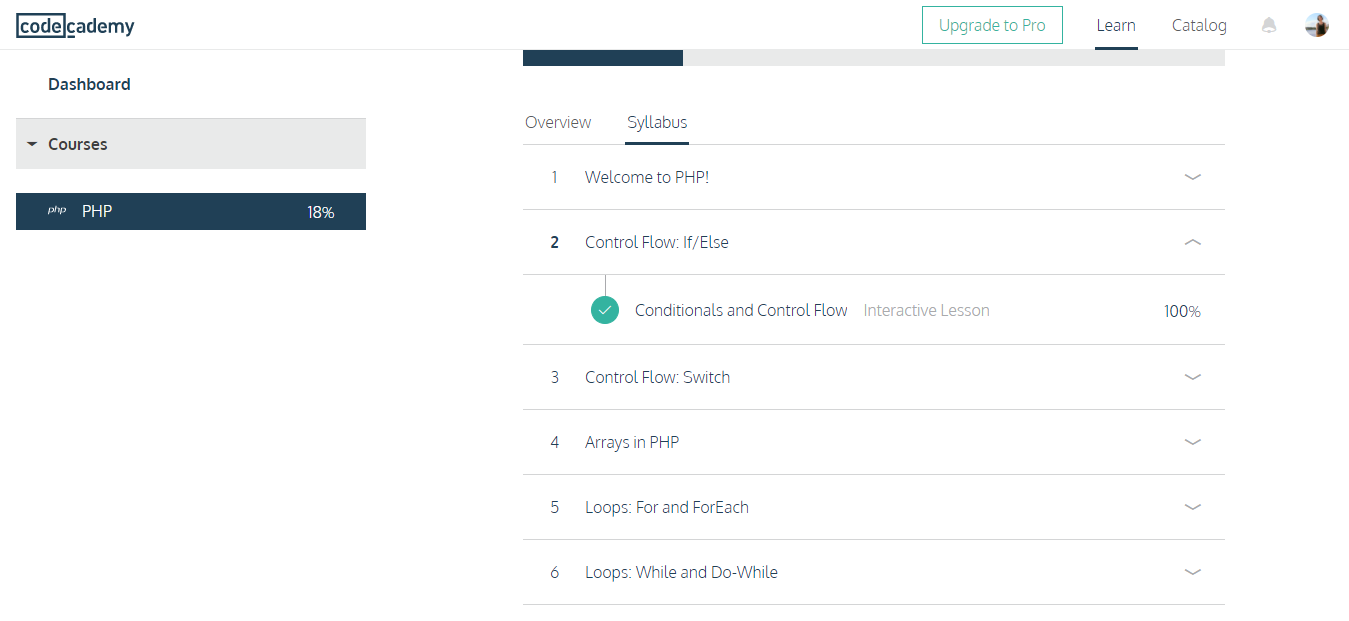 codecademy
Upgrade to Pro
Learn
Catalog
Dashboard
Courses
php PHP 18%
Overview
Syllabus
1 Welcome to PHP!
2 Control Flow: If/Else
Conditionals and Control Flow Interactive Lesson 100%
3 Control Flow: Switch
4 Arrays in PHP
5 Loops: For and ForEach
6 Loops: While and Do-While